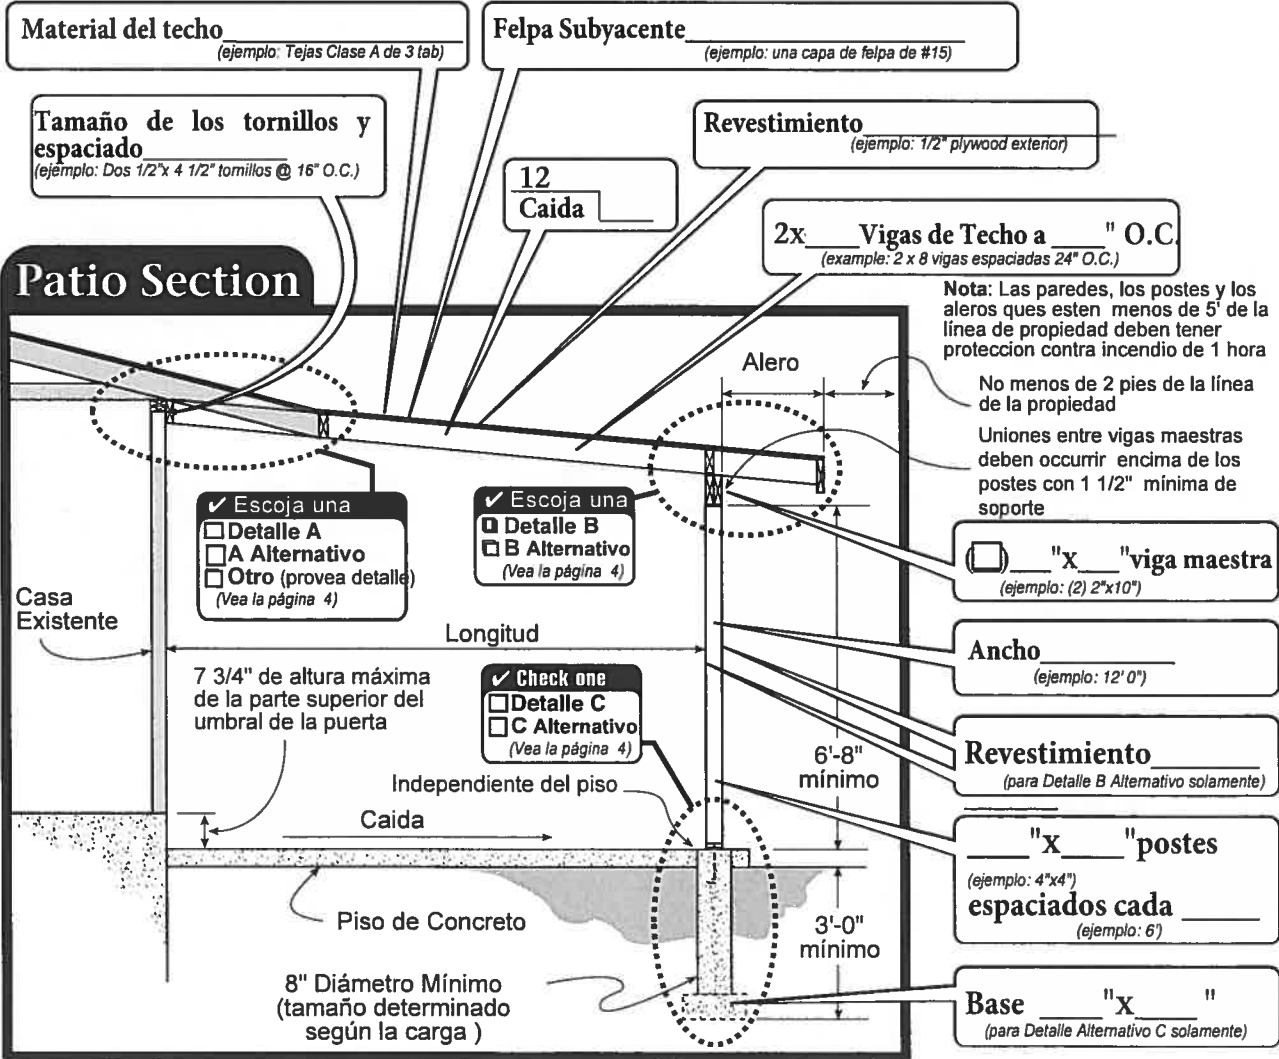 Material del techo
(ejemplo: Tejas Clase A de 3 tab)
Felpa Subyacente
(ejemplo: una capa de felpa de #15)
Tamaño de los tornillos y
espaciado
(ejemplo: Dos 1/2"x 4 1/2" tornillos @ 16" O.C.)
Revestimiento
(ejemplo: 1/2" plywood exterior)
12
Caida
2x____Vigas de Techo a ____" O.C.
(example: 2 x 8 vigas espaciadas 24" O.C.)
Patio Section
Nota: Las paredes, los postes y los
aleros ques esten menos de 5' de la
línea de propiedad deben tener
proteccion contra incendio de 1 hora
Alero
No menos de 2 pies de la línea
de la propiedad
Uniones entre vigas maestras
deben occurrir encima de los
postes con 1 1/2" mínima de
soporte
✓ Escoja una
Detalle A
A Alternativo
Otro (provea detalle)
(Vea la página 4)
✓ Escoja una
Detalle B
B Alternativo
(Vea la página 4)
(☐)___"x___"viga maestra
(ejemplo: (2) 2"x10")
Casa
Existente
Longitud
Ancho
(ejemplo: 12' 0")
7 3/4" de altura máxima
de la parte superior del
umbral de la puerta
✓ Check one
Detalle C
C Alternativo
(Vea la página 4)
6'-8"
mínimo
Revestimiento
(para Detalle B Alternativo solamente)
Independiente del piso
Caida
____"x____"postes
(ejemplo: 4"x4")
espaciados cada
(ejemplo: 6')
Piso de Concreto
3'-0"
mínimo
8" Diámetro Mínimo
(tamaño determinado
según la carga )
Base ____"x____"
(para Detalle Alternativo C solamente)